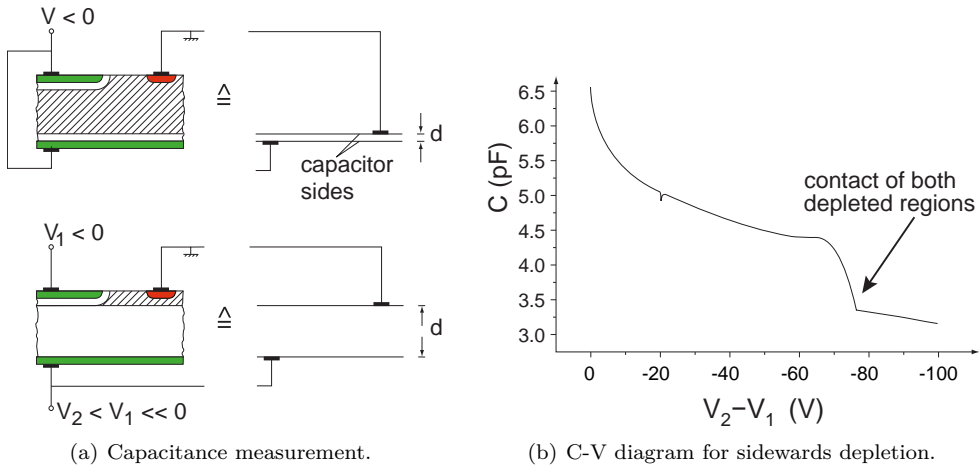 V < 0
≙
d
capacitor
sides
V₁ < 0
≙
d
V₂ < V₁ << 0
(a) Capacitance measurement.
C (pF)
6.5
6.0
5.5
5.0
4.5
4.25
3.5
3.0
contact of both
depleted regions
0 -20 -40 -60 -80 -100
V₂–V₁ (V)
(b) C-V diagram for sidewards depletion.